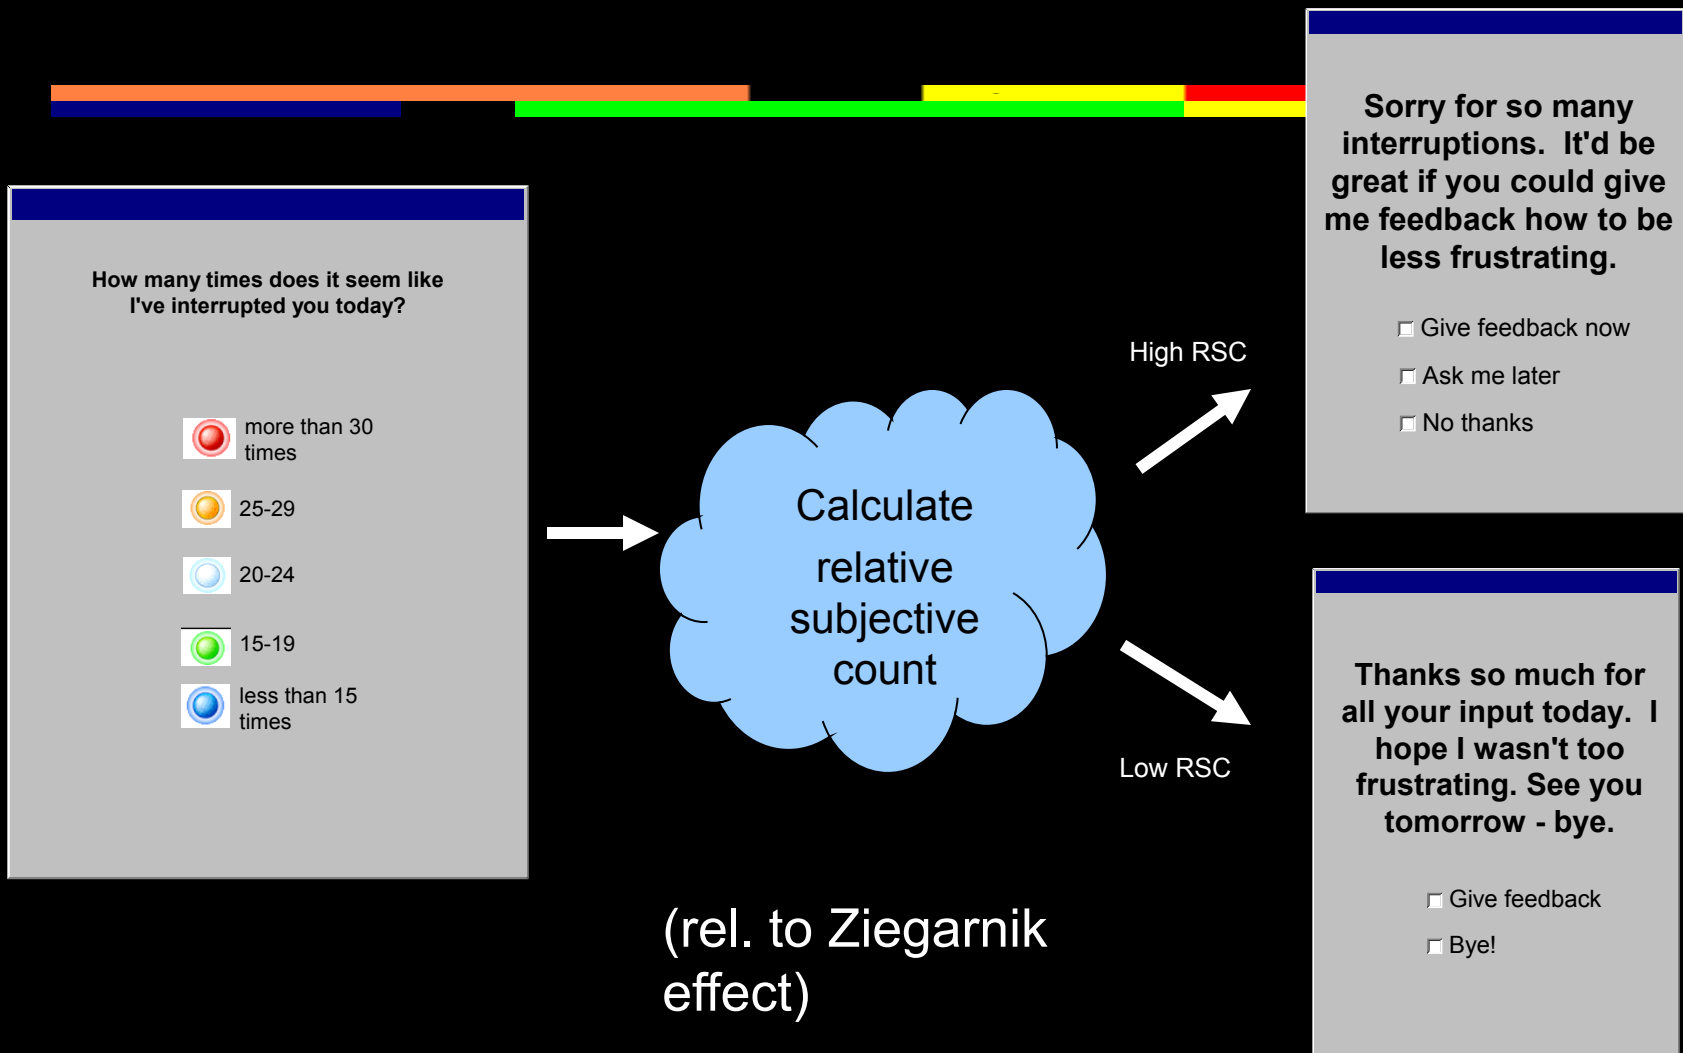 How many times does it seem like
I've interrupted you today?
more than 30
times
25-29
20-24
15-19
less than 15
times
Calculate
relative
subjective
count
(rel. to Ziegarnik
effect)
High RSC
Low RSC
Sorry for so many
interruptions.  It'd be
great if you could give
me feedback how to be
less frustrating.
Give feedback now
Ask me later
No thanks
Thanks so much for
all your input today.  I
hope I wasn't too
frustrating. See you
tomorrow - bye.
Give feedback
Bye!